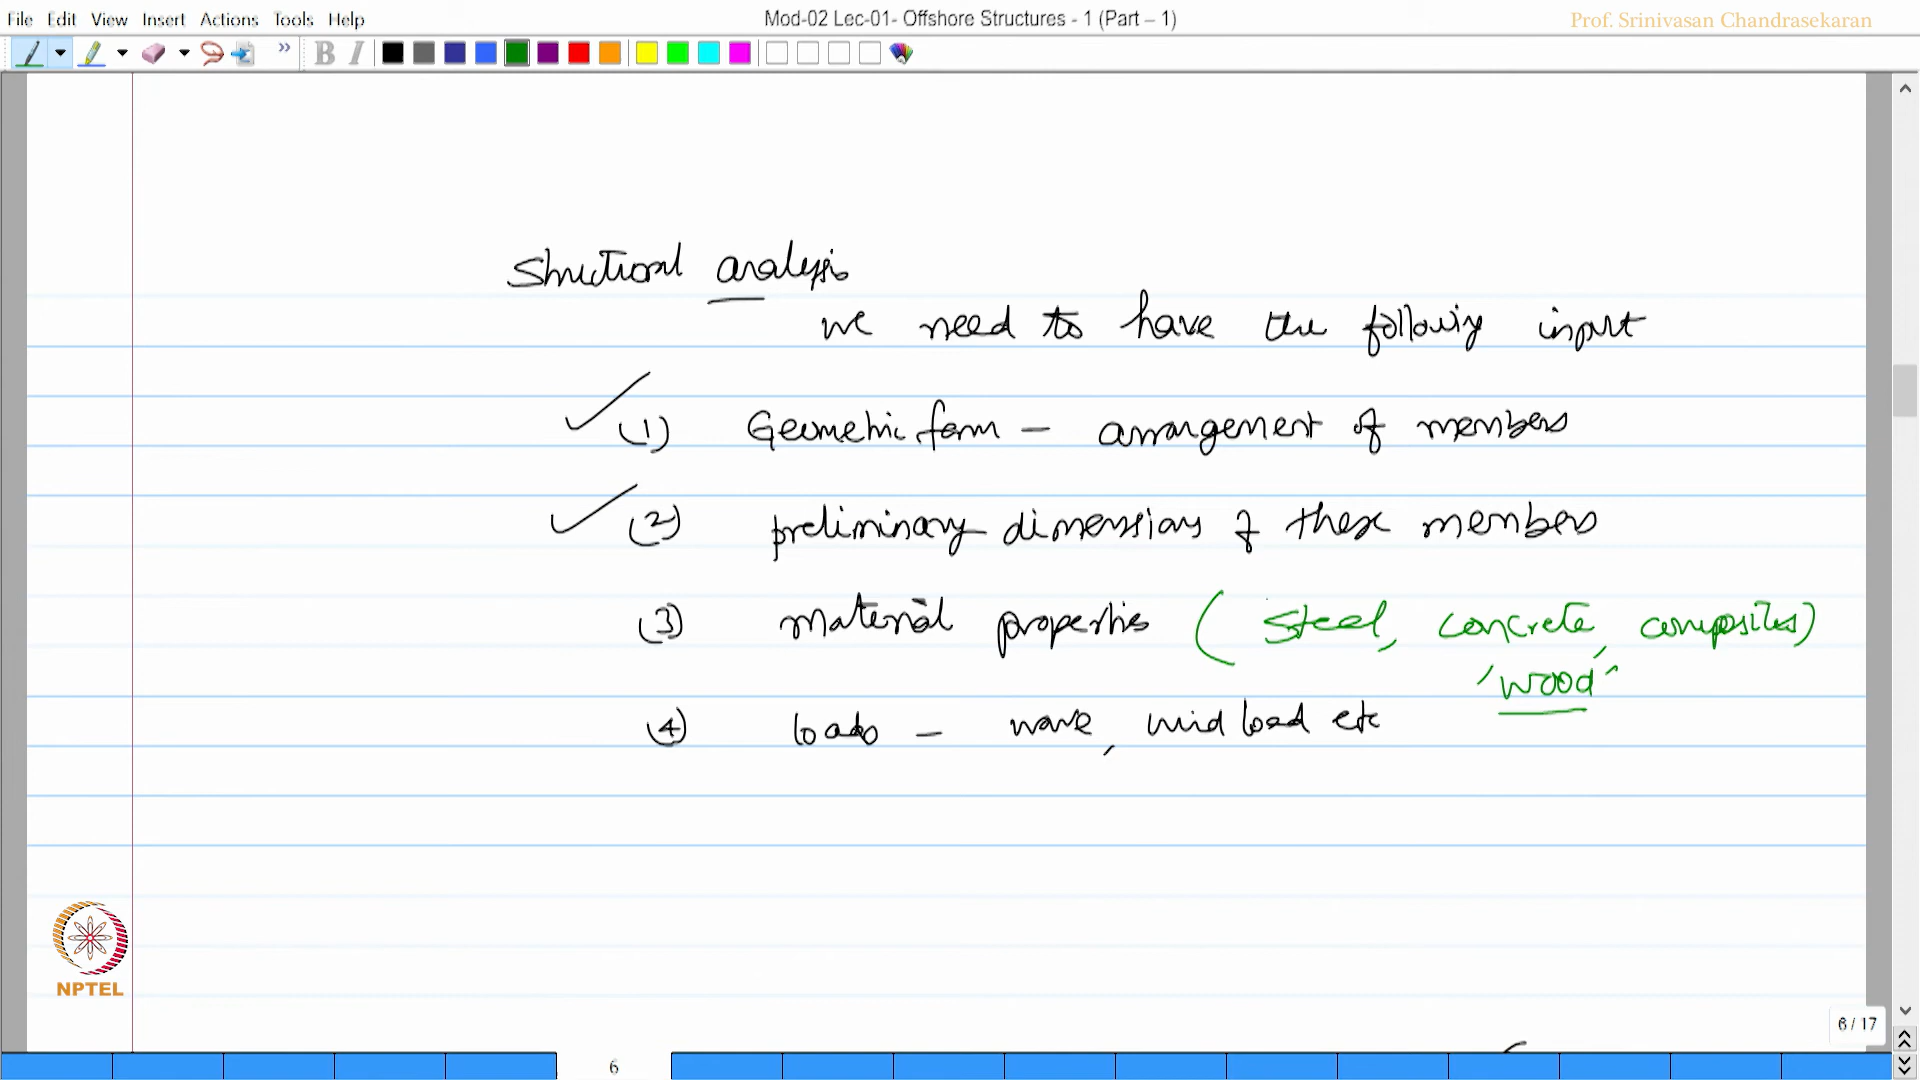 File Edit View Insert Actions Tools Help
Mod-02 Lec-01- Offshore Structures - 1 (Part – 1)
Prof. Srinivasan Chandrasekaran
B I
Structural analysis
we need to have the following input
(1) Geometric form - arrangement of members
(2) preliminary dimensions of these members
(3) material properties ( steel, concrete, composites)
'wood'
(4) loads - wave, wind load etc
NPTEL
6 / 17
6